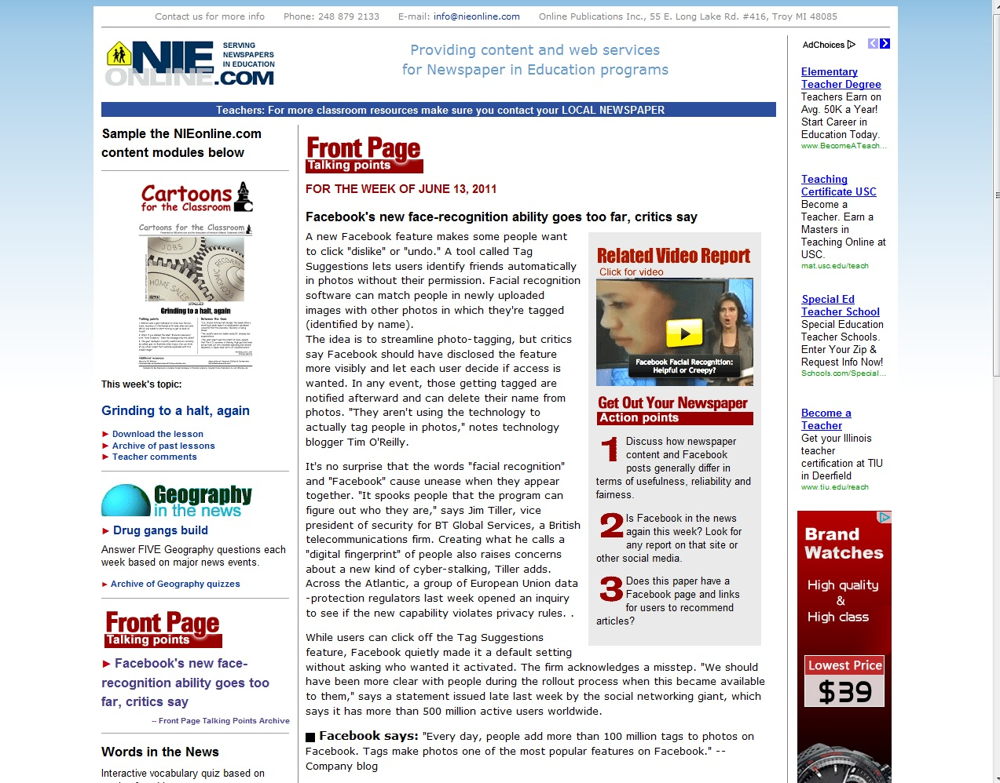 Contact us for more info Phone: 248 879 2133 E-mail: info@nieonline.com Online Publications Inc., 55 E. Long Lake Rd. #416, Troy MI 48085
NIE
ONLINE.COM
SERVING
NEWSPAPERS
IN EDUCATION
Providing content and web services
for Newspaper in Education programs
Teachers: For more classroom resources make sure you contact your LOCAL NEWSPAPER
Sample the NIEonline.com
content modules below
Cartoons
for the Classroom
Cartoons for the Classroom
JOBS
HOME SALES
STALLED
Grinding to a halt, again
Talking points
Between the lines
Additional resources
This week's topic:
Grinding to a halt, again
► Download the lesson
► Archive of past lessons
► Teacher comments
Geography
in the news
► Drug gangs build
Answer FIVE Geography questions each
week based on major news events.
► Archive of Geography quizzes
Front Page
Talking points
► Facebook's new face-
recognition ability goes too
far, critics say
-- Front Page Talking Points Archive
Words in the News
Interactive vocabulary quiz based on
Front Page
Talking points
FOR THE WEEK OF JUNE 13, 2011
Facebook's new face-recognition ability goes too far, critics say
A new Facebook feature makes some people want
to click "dislike" or "undo." A tool called Tag
Suggestions lets users identify friends automatically
in photos without their permission. Facial recognition
software can match people in newly uploaded
images with other photos in which they're tagged
(identified by name).
The idea is to streamline photo-tagging, but critics
say Facebook should have disclosed the feature
more visibly and let each user decide if access is
wanted. In any event, those getting tagged are
notified afterward and can delete their name from
photos. "They aren't using the technology to
actually tag people in photos," notes technology
blogger Tim O'Reilly.
It's no surprise that the words "facial recognition"
and "Facebook" cause unease when they appear
together. "It spooks people that the program can
figure out who they are," says Jim Tiller, vice
president of security for BT Global Services, a British
telecommunications firm. Creating what he calls a
"digital fingerprint" of people also raises concerns
about a new kind of cyber-stalking, Tiller adds.
Across the Atlantic, a group of European Union data
-protection regulators last week opened an inquiry
to see if the new capability violates privacy rules. .
While users can click off the Tag Suggestions
feature, Facebook quietly made it a default setting
without asking who wanted it activated. The firm acknowledges a misstep. "We should
have been more clear with people during the rollout process when this became available
to them," says a statement issued late last week by the social networking giant, which
says it has more than 500 million active users worldwide.
Facebook says: "Every day, people add more than 100 million tags to photos on
Facebook. Tags make photos one of the most popular features on Facebook." --
Company blog
Related Video Report
Click for video
Facebook Facial Recognition:
Helpful or Creepy?
Get Out Your Newspaper
Action points
1 Discuss how newspaper
content and Facebook
posts generally differ in
terms of usefulness, reliability and
fairness.
2 Is Facebook in the news
again this week? Look for
any report on that site or
other social media.
3 Does this paper have a
Facebook page and links
for users to recommend
articles?
AdChoices
Elementary
Teacher Degree
Teachers Earn on
Avg. 50K a Year!
Start Career in
Education Today.
www.BecomeATeach...
Teaching
Certificate USC
Become a
Teacher. Earn a
Masters in
Teaching Online at
USC.
mat.usc.edu/teach
Special Ed
Teacher School
Special Education
Teacher Schools.
Enter Your Zip &
Request Info Now!
Schools.com/Special...
Become a
Teacher
Get your Illinois
teacher
certification at TIU
in Deerfield
www.tiu.edu/reach
Brand
Watches
High quality
&
High class
Lowest Price
$39